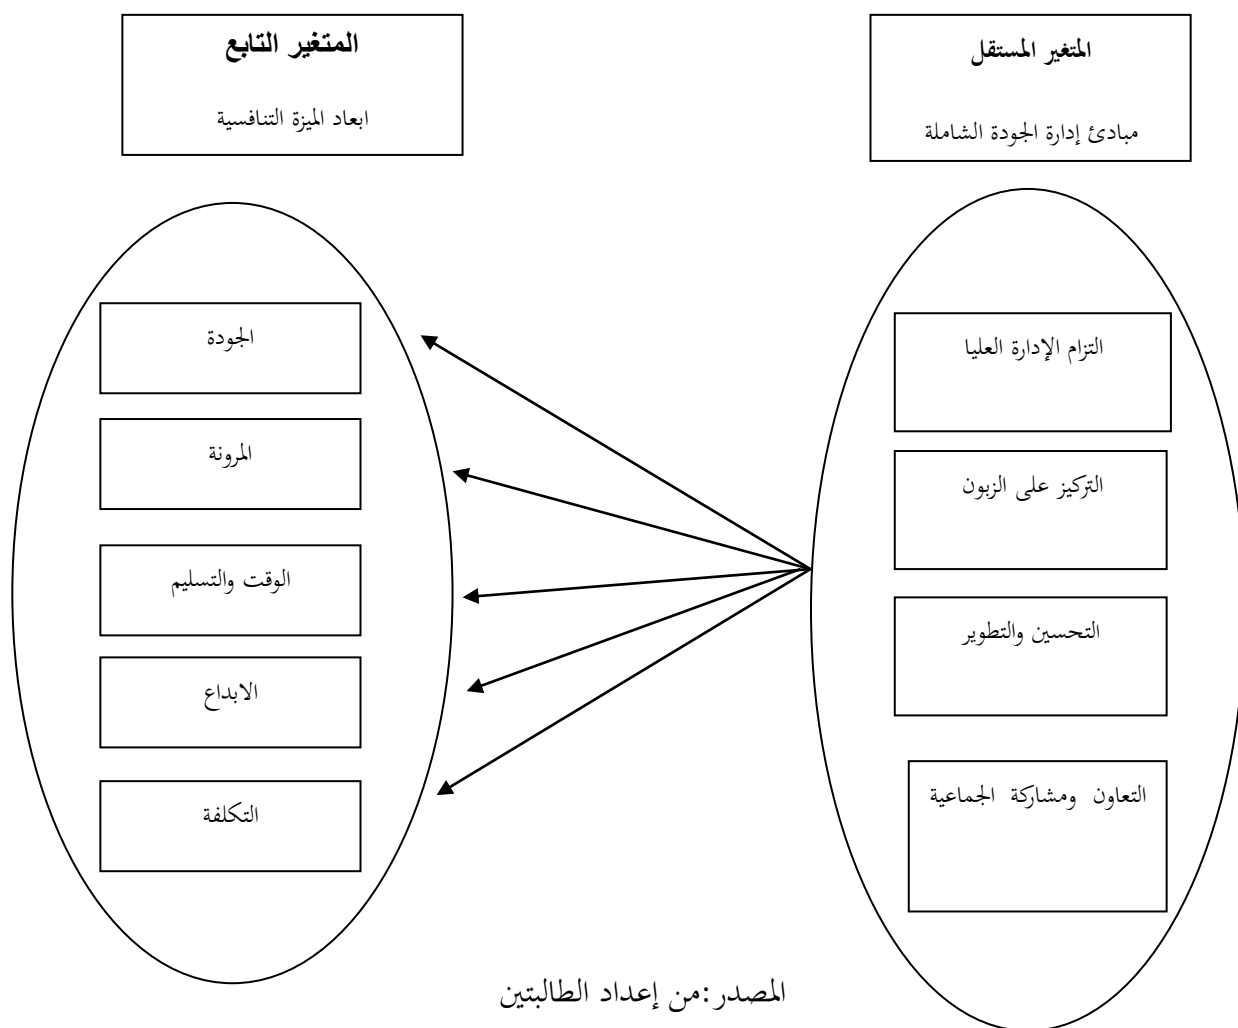 المتغير المستقل
مبادئ إدارة الجودة الشاملة
المتغير التابع
ابعاد الميزة التنافسية
التزام الإدارة العليا
التركيز على الزبون
التحسين والتطوير
التعاون ومشاركة الجماعية
الجودة
المرونة
الوقت والتسليم
الابداع
التكلفة
المصدر:من إعداد الطالبتين